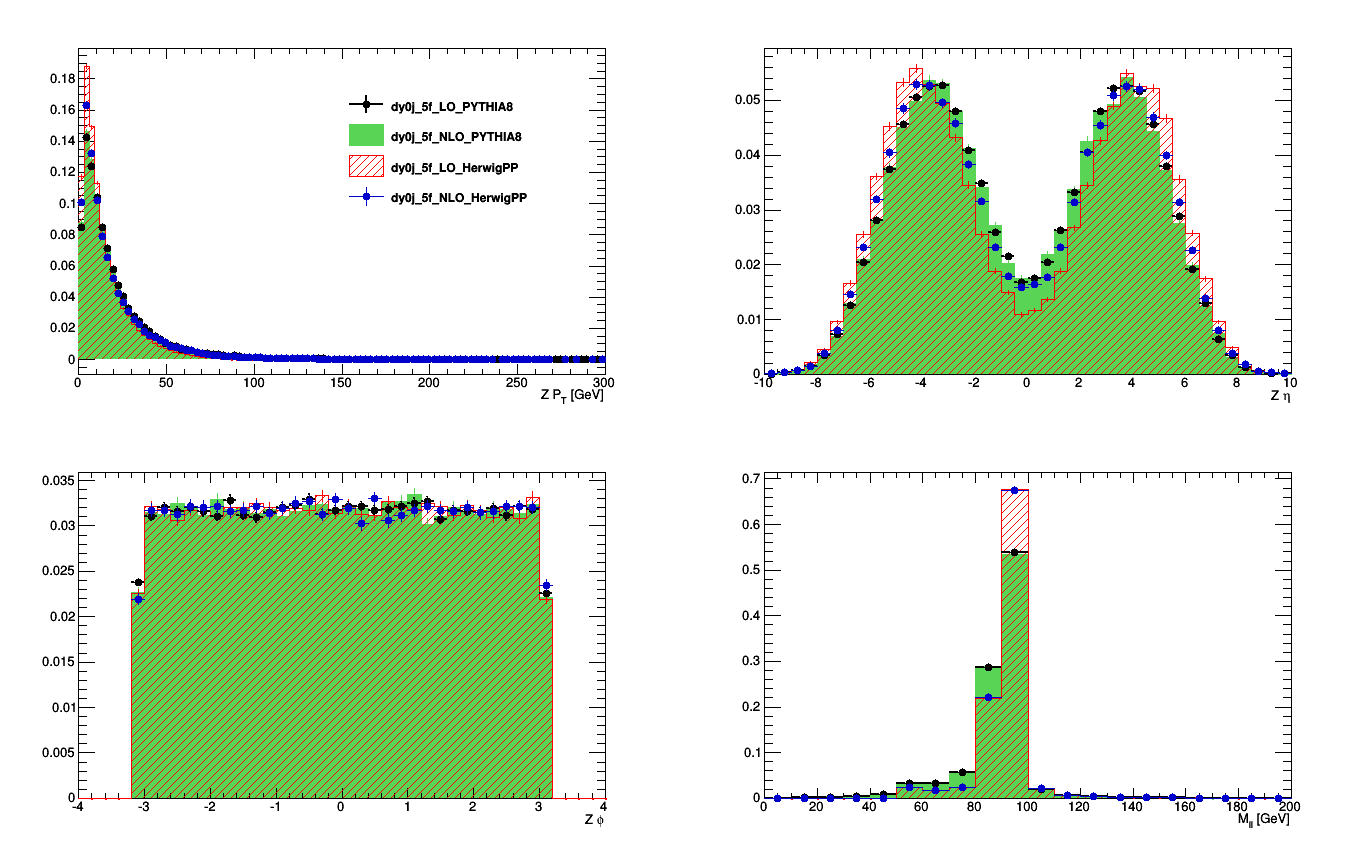 0.18
0.16
0.14
0.12
0.1
0.08
0.06
0.04
0.02
0
0 50 100 150 200 250 300
Z P_T [GeV]
dy0j_5f_LO_PYTHIA8
dy0j_5f_NLO_PYTHIA8
dy0j_5f_LO_HerwigPP
dy0j_5f_NLO_HerwigPP
0.05
0.04
0.03
0.02
0.01
0
-10 -8 -6 -4 -2 0 2 4 6 8 10
Z η
0.035
0.03
0.025
0.02
0.015
0.01
0.005
0
-4 -3 -2 -1 0 1 2 3 4
Z ϕ
0.7
0.6
0.5
0.4
0.3
0.2
0.1
0
0 20 40 60 80 100 120 140 160 180 200
M_ll [GeV]